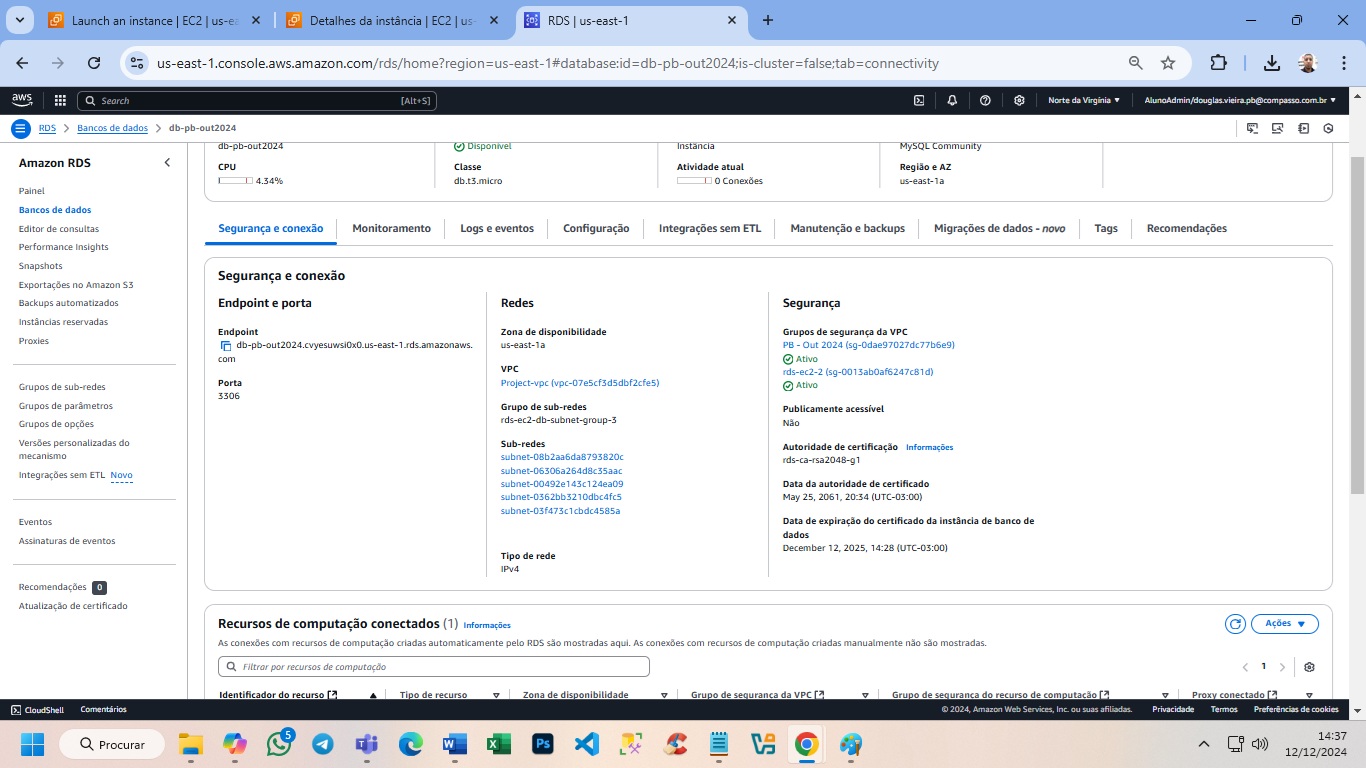 Launch an instance | EC2 | us-ea
Detalhes da instância | EC2 | us-
RDS | us-east-1
us-east-1.console.aws.amazon.com/rds/home?region=us-east-1#database:id=db-pb-out2024;is-cluster=false;tab=connectivity
aws
Search
[Alt+S]
Norte da Virgínia
AlunoAdmin/douglas.vieira.pb@compasso.com.br
RDS
Bancos de dados
db-pb-out2024
Amazon RDS
Painel
Bancos de dados
Editor de consultas
Performance Insights
Snapshots
Exportações no Amazon S3
Backups automatizados
Instâncias reservadas
Proxies
Grupos de sub-redes
Grupos de parâmetros
Grupos de opções
Versões personalizadas do
mecanismo
Integrações sem ETL Novo
Eventos
Assinaturas de eventos
Recomendações 0
Atualização de certificado
db-pb-out2024
Disponível
Instância
MySQL Community
CPU
Classe
Atividade atual
Região e AZ
4.34%
db.t3.micro
0 Conexões
us-east-1a
Segurança e conexão
Monitoramento
Logs e eventos
Configuração
Integrações sem ETL
Manutenção e backups
Migrações de dados - novo
Tags
Recomendações
Segurança e conexão
Endpoint e porta
Endpoint
db-pb-out2024.cvyesuwsi0x0.us-east-1.rds.amazonaws.
com
Porta
3306
Redes
Zona de disponibilidade
us-east-1a
VPC
Project-vpc (vpc-07e5cf3d5dbf2cfe5)
Grupo de sub-redes
rds-ec2-db-subnet-group-3
Sub-redes
subnet-08b2aa6da8793820c
subnet-06306a264d8c35aac
subnet-00492e143c124ea09
subnet-0362bb3210dbc4fc5
subnet-03f473c1cbdc4585a
Tipo de rede
IPv4
Segurança
Grupos de segurança da VPC
PB - Out 2024 (sg-0dae97027dc77b6e9)
Ativo
rds-ec2-2 (sg-0013ab0af6247c81d)
Ativo
Publicamente acessível
Não
Autoridade de certificação Informações
rds-ca-rsa2048-g1
Data da autoridade de certificado
May 25, 2061, 20:34 (UTC-03:00)
Data de expiração do certificado da instância de banco de
dados
December 12, 2025, 14:28 (UTC-03:00)
Recursos de computação conectados (1) Informações
Ações
As conexões com recursos de computação criadas automaticamente pelo RDS são mostradas aqui. As conexões com recursos de computação criadas manualmente não são mostradas.
Filtrar por recursos de computação
1
Identificador do recurso
Tipo de recurso
Zona de disponibilidade
Grupo de segurança da VPC
Grupo de segurança do recurso de computação
Proxy conectado
CloudShell
Comentários
© 2024, Amazon Web Services, Inc. ou suas afiliadas.
Privacidade
Termos
Preferências de cookies
Procurar
5
14:37
12/12/2024